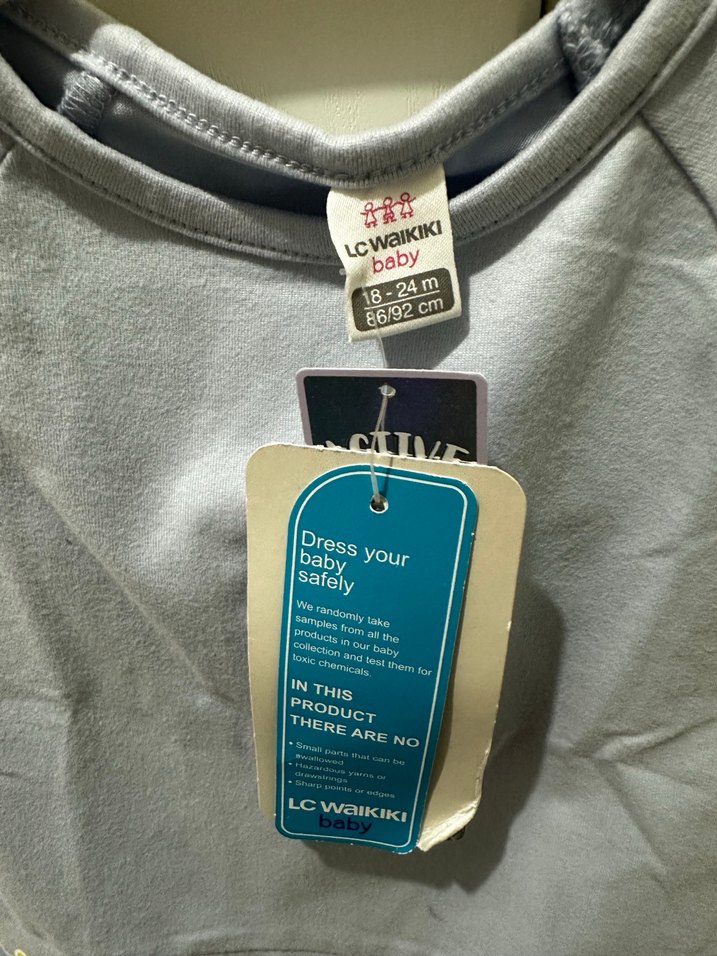 LC WAIKIKI
baby
18 - 24 m
86/92 cm
ACTIVE
Dress your
baby
safely
We randomly take
samples from all the
products in our baby
collection and test them for
toxic chemicals.
IN THIS
PRODUCT
THERE ARE NO
• Small parts that can be
swallowed
• Hazardous yarns or
drawstrings
• Sharp points or edges
LC WAIKIKI
baby